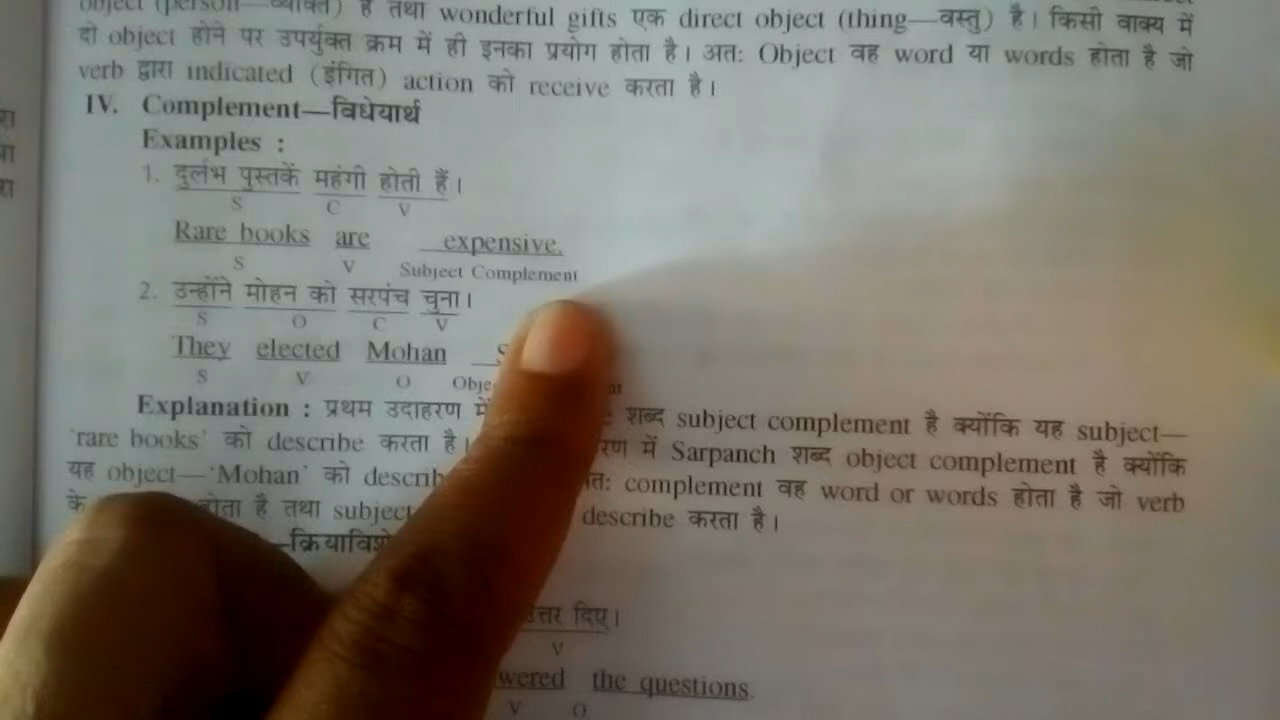 object (person—व्यक्ति) है तथा wonderful gifts एक direct object (thing—वस्तु) है। किसी वाक्य में
दो object होने पर उपर्युक्त क्रम में ही इनका प्रयोग होता है। अतः Object वह word या words होता है जो
verb द्वारा indicated (इंगित) action को receive करता है।
IV. Complement—विधेयार्थ
Examples :
1. दुर्लभ पुस्तकें महंगी होती हैं।
S C V
Rare books are expensive.
S V Subject Complement
2. उन्होंने मोहन को सरपंच चुना।
S O C V
They elected Mohan
S V O
Explanation : प्रथम उदाहरण में शब्द subject complement है क्योंकि यह subject—
'rare books' को describe करता है। में Sarpanch शब्द object complement है क्योंकि
यह object—'Mohan' को complement वह word or words होता है जो verb
के होता है तथा subject describe करता है।
उत्तर दिए।
V
the questions.
V O